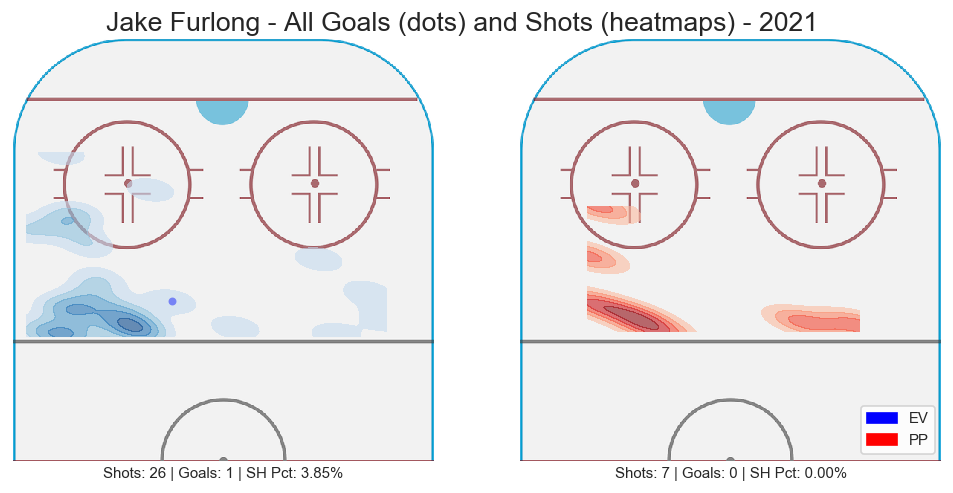 Jake Furlong - All Goals (dots) and Shots (heatmaps) - 2021
EV
PP
Shots: 26 | Goals: 1 | SH Pct: 3.85%
Shots: 7 | Goals: 0 | SH Pct: 0.00%